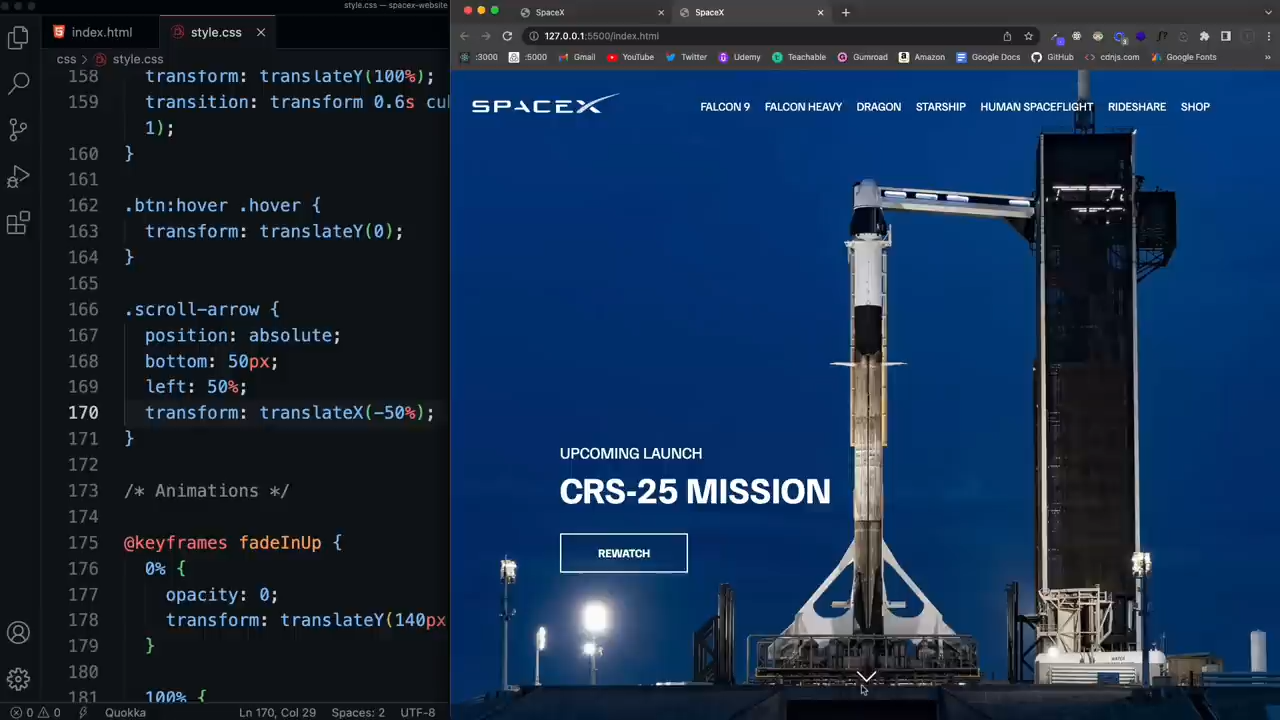 style.css — spacex-website
index.html
style.css
css > style.css
158 transform: translateY(100%);
159 transition: transform 0.6s cu
1);
160 }
161
162 .btn:hover .hover {
163 transform: translateY(0);
164 }
165
166 .scroll-arrow {
167 position: absolute;
168 bottom: 50px;
169 left: 50%;
170 transform: translateX(-50%);
171 }
172
173 /* Animations */
174
175 @keyframes fadeInUp {
176 0% {
177 opacity: 0;
178 transform: translateY(140px
179 }
180
181 100% {
0 0 Quokka Ln 170, Col 29 Spaces: 2 UTF-8
SpaceX SpaceX
127.0.0.1:5500/index.html
:3000 :5000 Gmail YouTube Twitter Udemy Teachable Gumroad Amazon Google Docs GitHub cdnjs.com Google Fonts »
SPACEX FALCON 9 FALCON HEAVY DRAGON STARSHIP HUMAN SPACEFLIGHT RIDESHARE SHOP
UPCOMING LAUNCH
CRS-25 MISSION
REWATCH